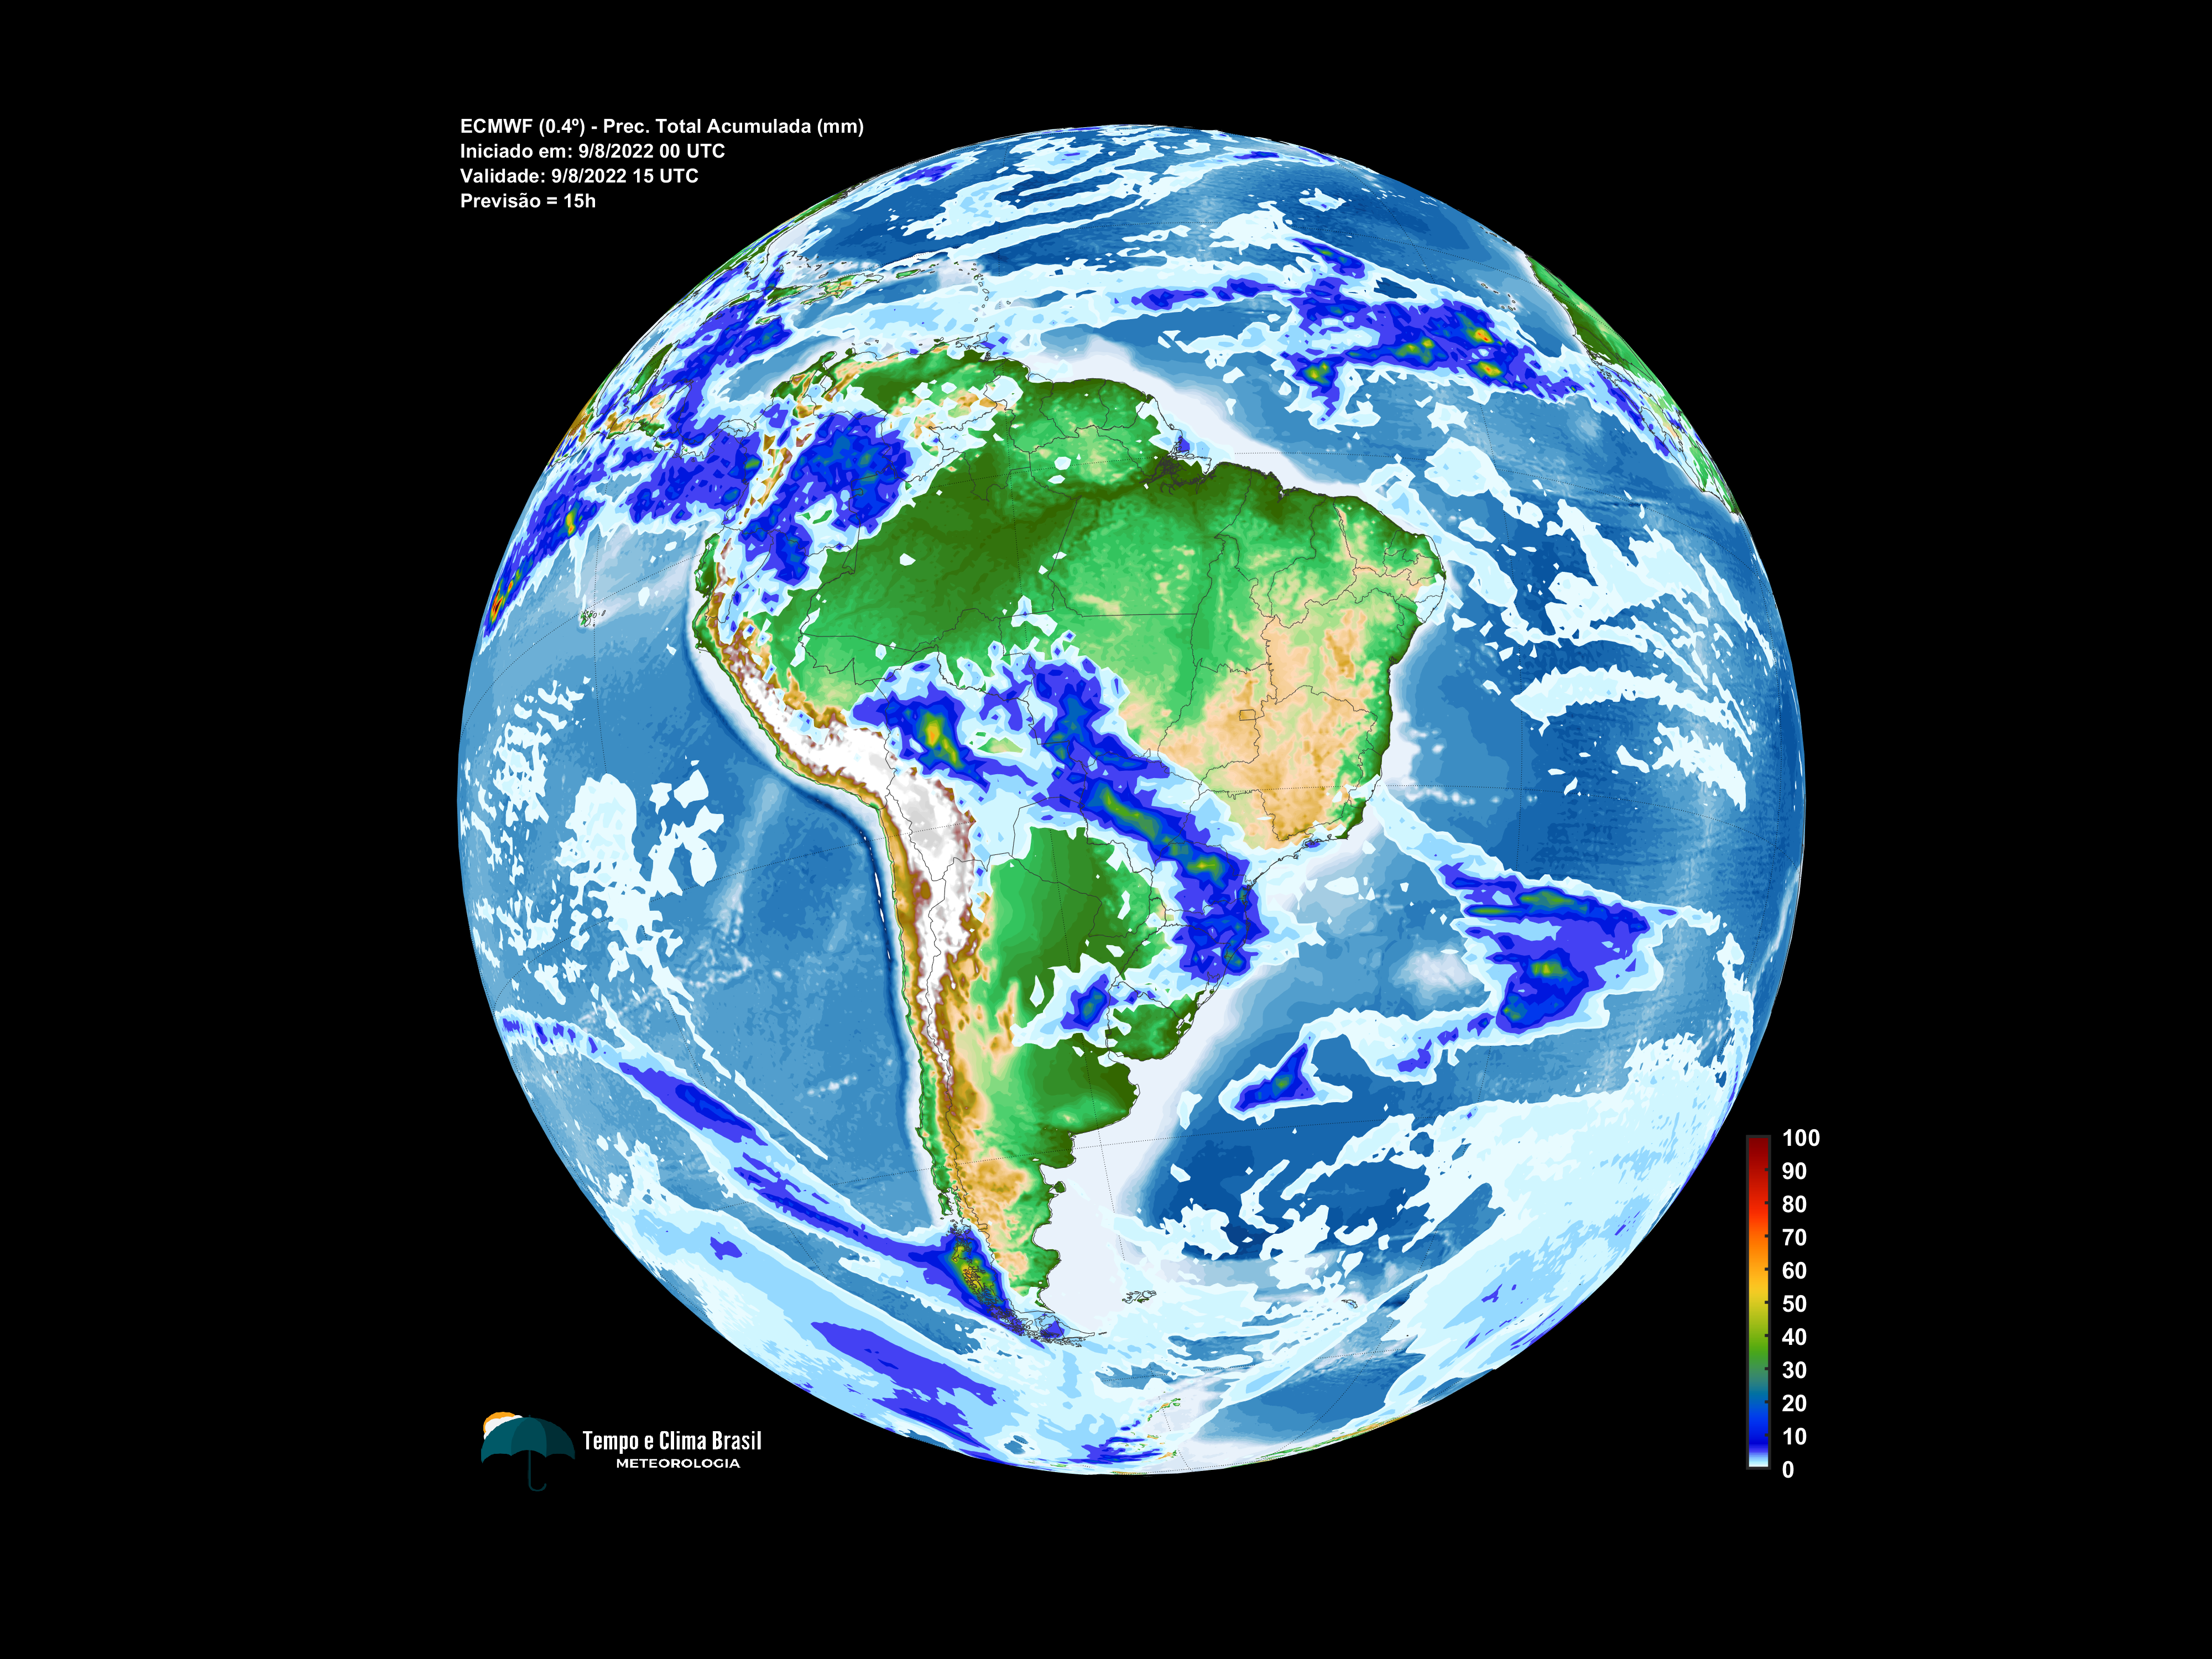 ECMWF (0.4º) - Prec. Total Acumulada (mm)
Iniciado em: 9/8/2022 00 UTC
Validade: 9/8/2022 15 UTC
Previsão = 15h
100
90
80
70
60
50
40
30
20
10
0
Tempo e Clima Brasil
METEOROLOGIA